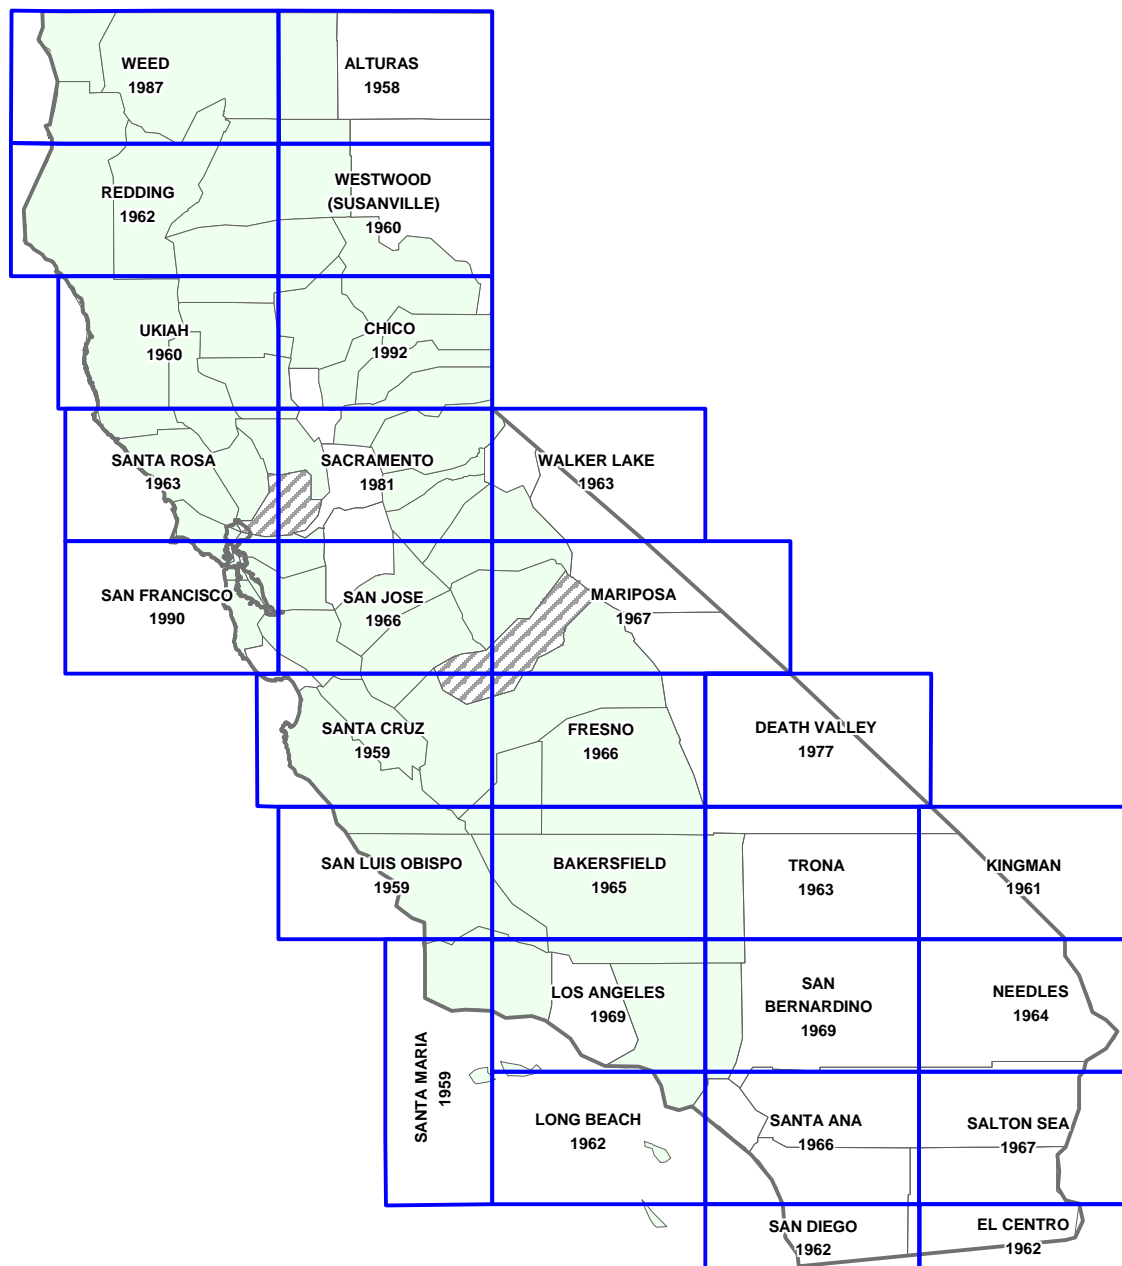 WEED
1987
ALTURAS
1958
REDDING
1962
WESTWOOD
(SUSANVILLE)
1960
UKIAH
1960
CHICO
1992
SANTA ROSA
1963
SACRAMENTO
1981
WALKER LAKE
1963
SAN FRANCISCO
1990
SAN JOSE
1966
MARIPOSA
1967
SANTA CRUZ
1959
FRESNO
1966
DEATH VALLEY
1977
SAN LUIS OBISPO
1959
BAKERSFIELD
1965
TRONA
1963
KINGMAN
1961
SANTA MARIA
1959
LOS ANGELES
1969
SAN
BERNARDINO
1969
NEEDLES
1964
LONG BEACH
1962
SANTA ANA
1966
SALTON SEA
1967
SAN DIEGO
1962
EL CENTRO
1962